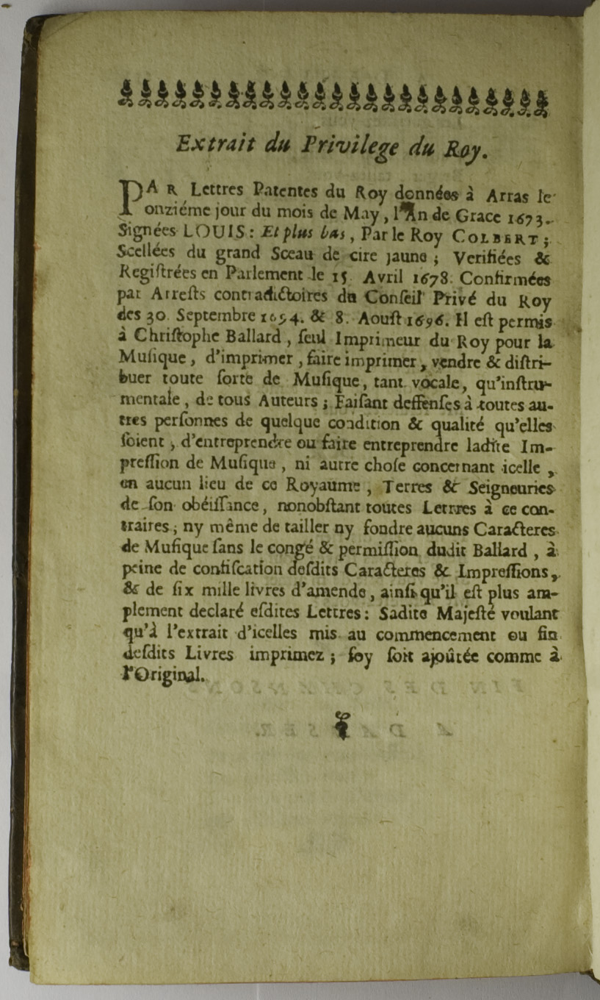 Extrait du Privilege du Roy.
PAR Lettres Patentes du Roy données à Arras le
onziéme jour du mois de May, l'An de Grace 1673.
Signées LOUIS: Et plus bas, Par le Roy COLBERT;
Scellées du grand Sceau de cire jaune; Verifiées &
Regiſtrées en Parlement le 15 Avril 1678. Confirmées
par Arreſts contradictoires du Conſeil Privé du Roy
des 30. Septembre 1694. & 8. Aouſt 1696. Il eſt permis
à Chriſtophe Ballard, ſeul Imprimeur du Roy pour la
Muſique, d'imprimer, faire imprimer, vendre & diſtri-
buer toute ſorte de Muſique, tant vocale, qu'inſtru-
mentale, de tous Auteurs; Faiſant deffenſes à toutes au-
tres perſonnes de quelque condition & qualité qu'elles
ſoient, d'entreprendre ou faire entreprendre ladite Im-
preſſion de Muſique, ni autre choſe concernant icelle,
en aucun lieu de ce Royaume, Terres & Seigneuries
de ſon obéiſſance, nonobſtant toutes Lettres à ce con-
traires; ny même de tailler ny fondre aucuns Caracteres
de Muſique ſans le congé & permiſſion dudit Ballard, à
peine de confiſcation deſdits Caracteres & Impreſſions,
& de ſix mille livres d'amende, ainſi qu'il eſt plus am-
plement declaré eſdites Lettres: Sadite Majeſté voulant
qu'à l'extrait d'icelles mis au commencement ou fin
deſdits Livres imprimez; foy ſoit ajoûtée comme à
l'Original.